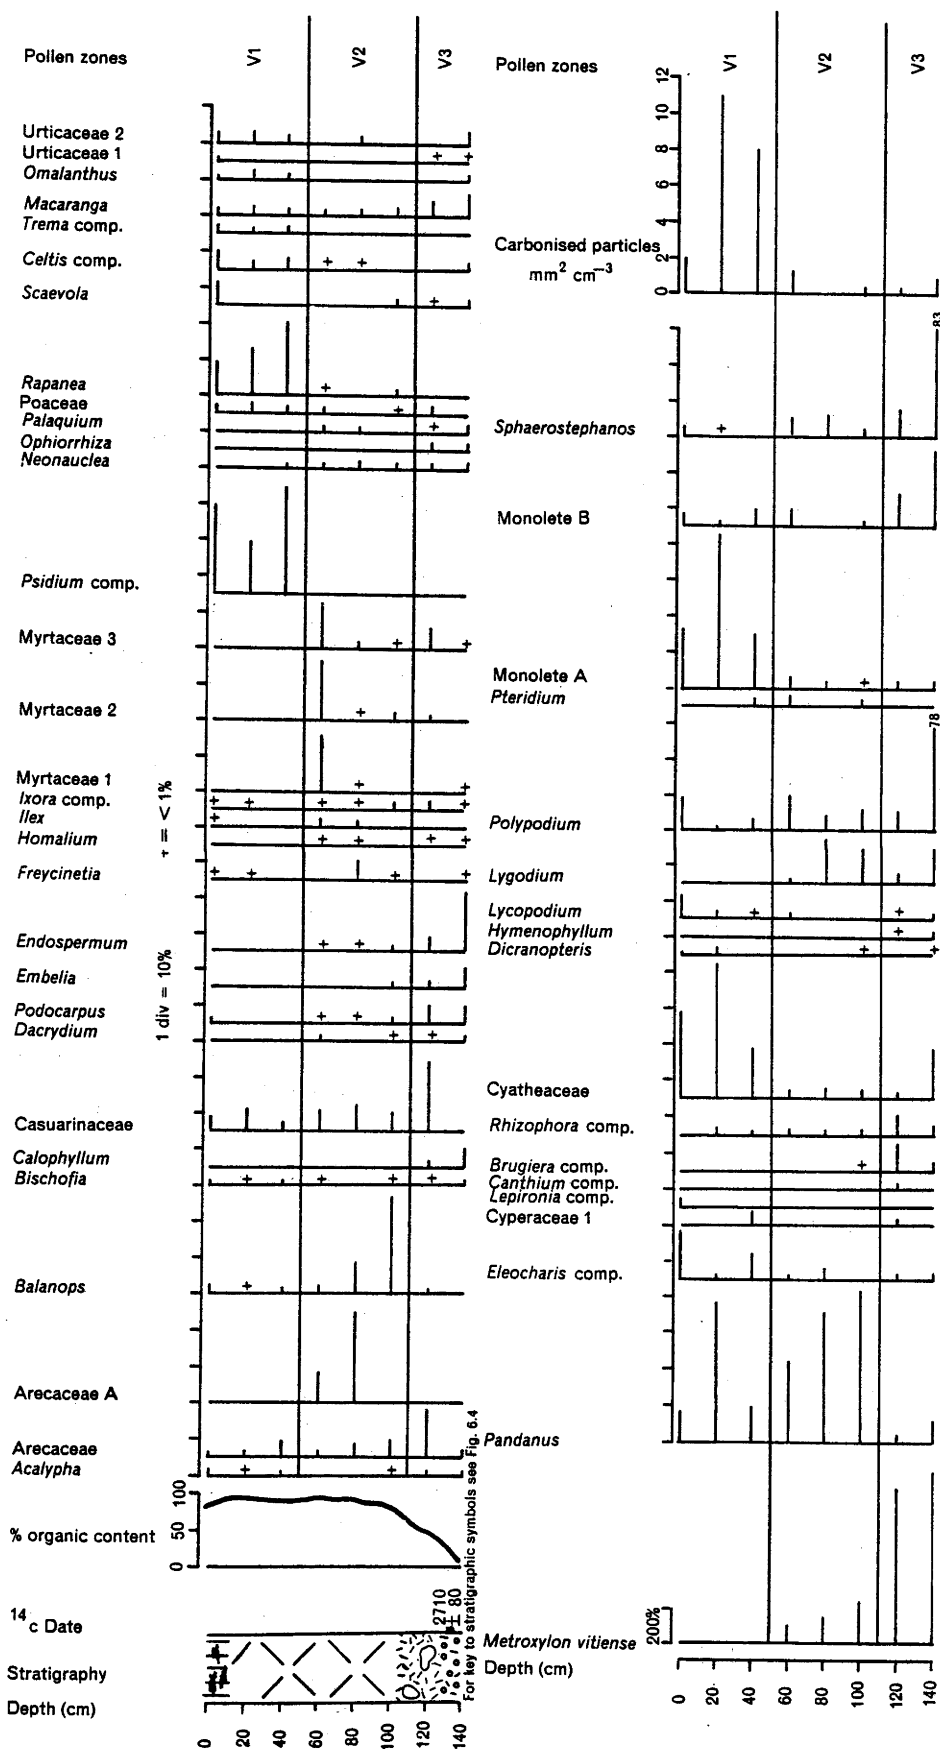 Pollen zones
V1
V2
V3
Urticaceae 2
Urticaceae 1
Omalanthus
Macaranga
Trema comp.
Celtis comp.
Scaevola
Rapanea
Poaceae
Palaquium
Ophiorrhiza
Neonauclea
Psidium comp.
Myrtaceae 3
Myrtaceae 2
Myrtaceae 1
Ixora comp.
Ilex
Homalium
Freycinetia
Endospermum
Embelia
Podocarpus
Dacrydium
Casuarinaceae
Calophyllum
Bischofia
Balanops
Arecaceae A
Arecaceae
Acalypha
+ = < 1%
1 div = 10%
% organic content
0 50 100
14c Date
2710
± 80
Stratigraphy
Depth (cm)
0 20 40 60 80 100 120 140
For key to stratigraphic symbols see Fig. 6.4
Pollen zones
V1
V2
V3
Carbonised particles
mm2 cm−3
0 2 4 6 8 10 12
Sphaerostephanos
83
Monolete B
Monolete A
Pteridium
78
Polypodium
Lygodium
Lycopodium
Hymenophyllum
Dicranopteris
Cyatheaceae
Rhizophora comp.
Brugiera comp.
Canthium comp.
Lepironia comp.
Cyperaceae 1
Eleocharis comp.
Pandanus
200%
Metroxylon vitiense
Depth (cm)
0 20 40 60 80 100 120 140